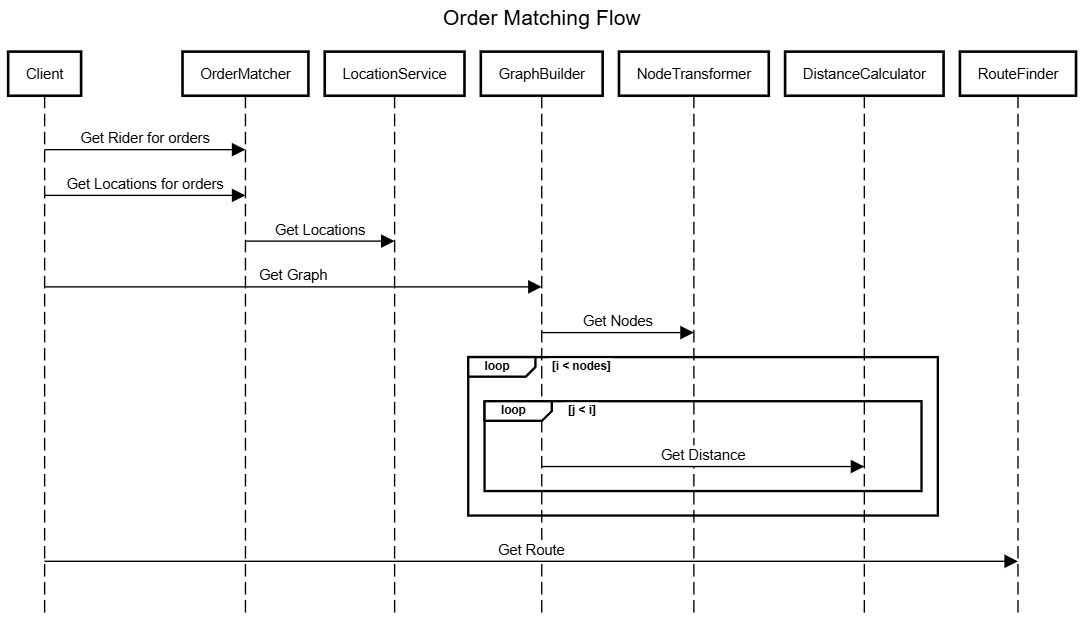 Order Matching Flow
Client
OrderMatcher
LocationService
GraphBuilder
NodeTransformer
DistanceCalculator
RouteFinder
Get Rider for orders
Get Locations for orders
Get Locations
Get Graph
Get Nodes
loop [i < nodes]
loop [j < i]
Get Distance
Get Route